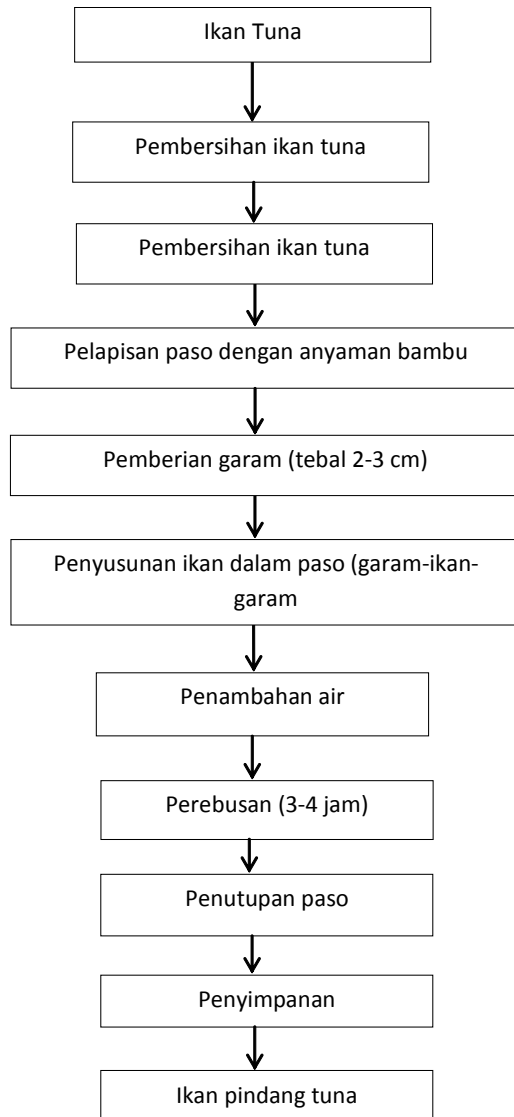 Ikan Tuna
Pembersihan ikan tuna
Pembersihan ikan tuna
Pelapisan paso dengan anyaman bambu
Pemberian garam (tebal 2-3 cm)
Penyusunan ikan dalam paso (garam-ikan-
garam
Penambahan air
Perebusan (3-4 jam)
Penutupan paso
Penyimpanan
Ikan pindang tuna